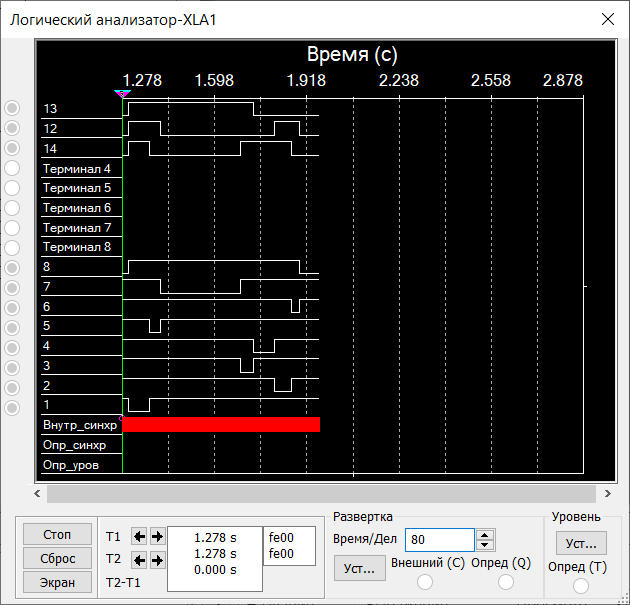 Логический анализатор-XLA1
Время (с)
1.278 1.598 1.918 2.238 2.558 2.878
13
12
14
Терминал 4
Терминал 5
Терминал 6
Терминал 7
Терминал 8
8
7
6
5
4
3
2
1
Внутр_синхр
Опр_синхр
Опр_уров
Стоп
Сброс
Экран
T1
T2
T2-T1
1.278 s
1.278 s
0.000 s
fe00
fe00
Развертка
Время/Дел 80
Уст...
Внешний (C) Опред (Q)
Уровень
Уст...
Опред (T)